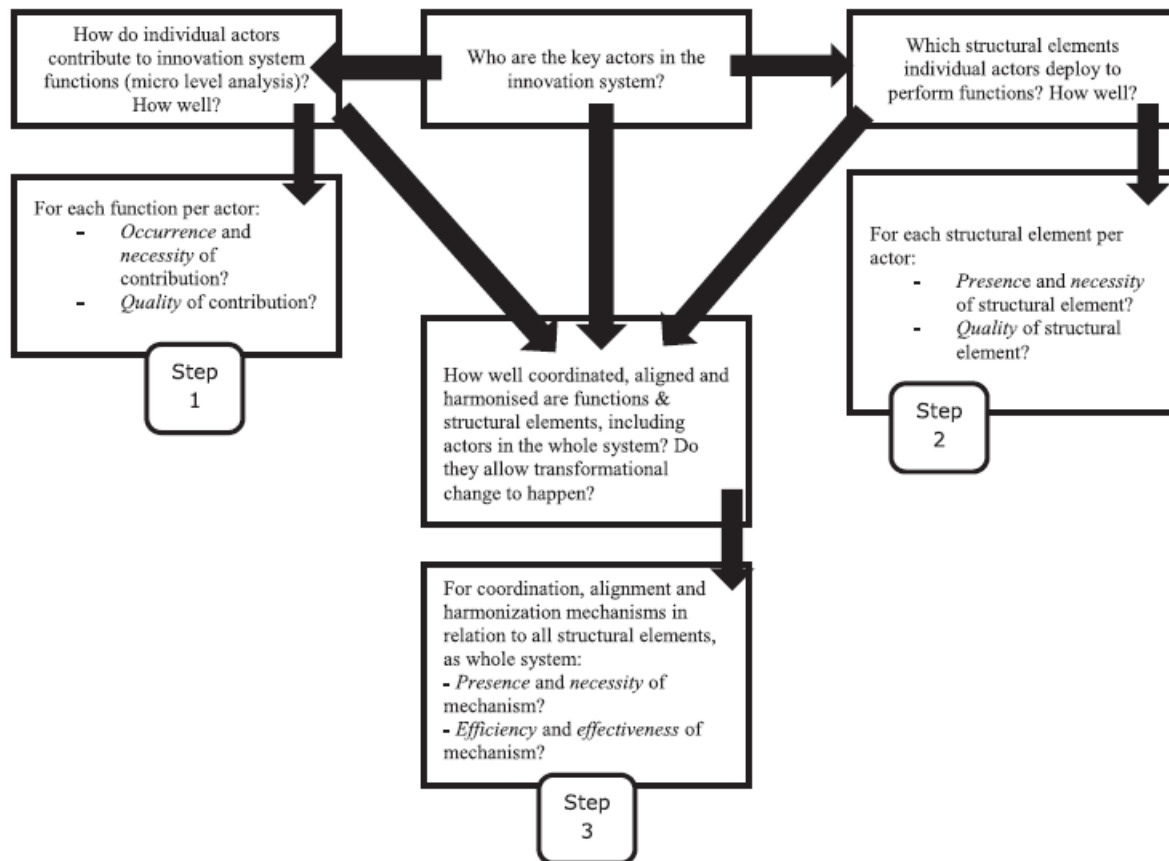 How do individual actors
contribute to innovation system
functions (micro level analysis)?
How well?
Who are the key actors in the
innovation system?
Which structural elements
individual actors deploy to
perform functions? How well?
For each function per actor:
- Occurrence and
necessity of
contribution?
- Quality of contribution?
Step
1
For each structural element per
actor:
- Presence and necessity
of structural element?
- Quality of structural
element?
Step
2
How well coordinated, aligned and
harmonised are functions &
structural elements, including
actors in the whole system? Do
they allow transformational
change to happen?
For coordination, alignment and
harmonization mechanisms in
relation to all structural elements,
as whole system:
- Presence and necessity of
mechanism?
- Efficiency and effectiveness of
mechanism?
Step
3